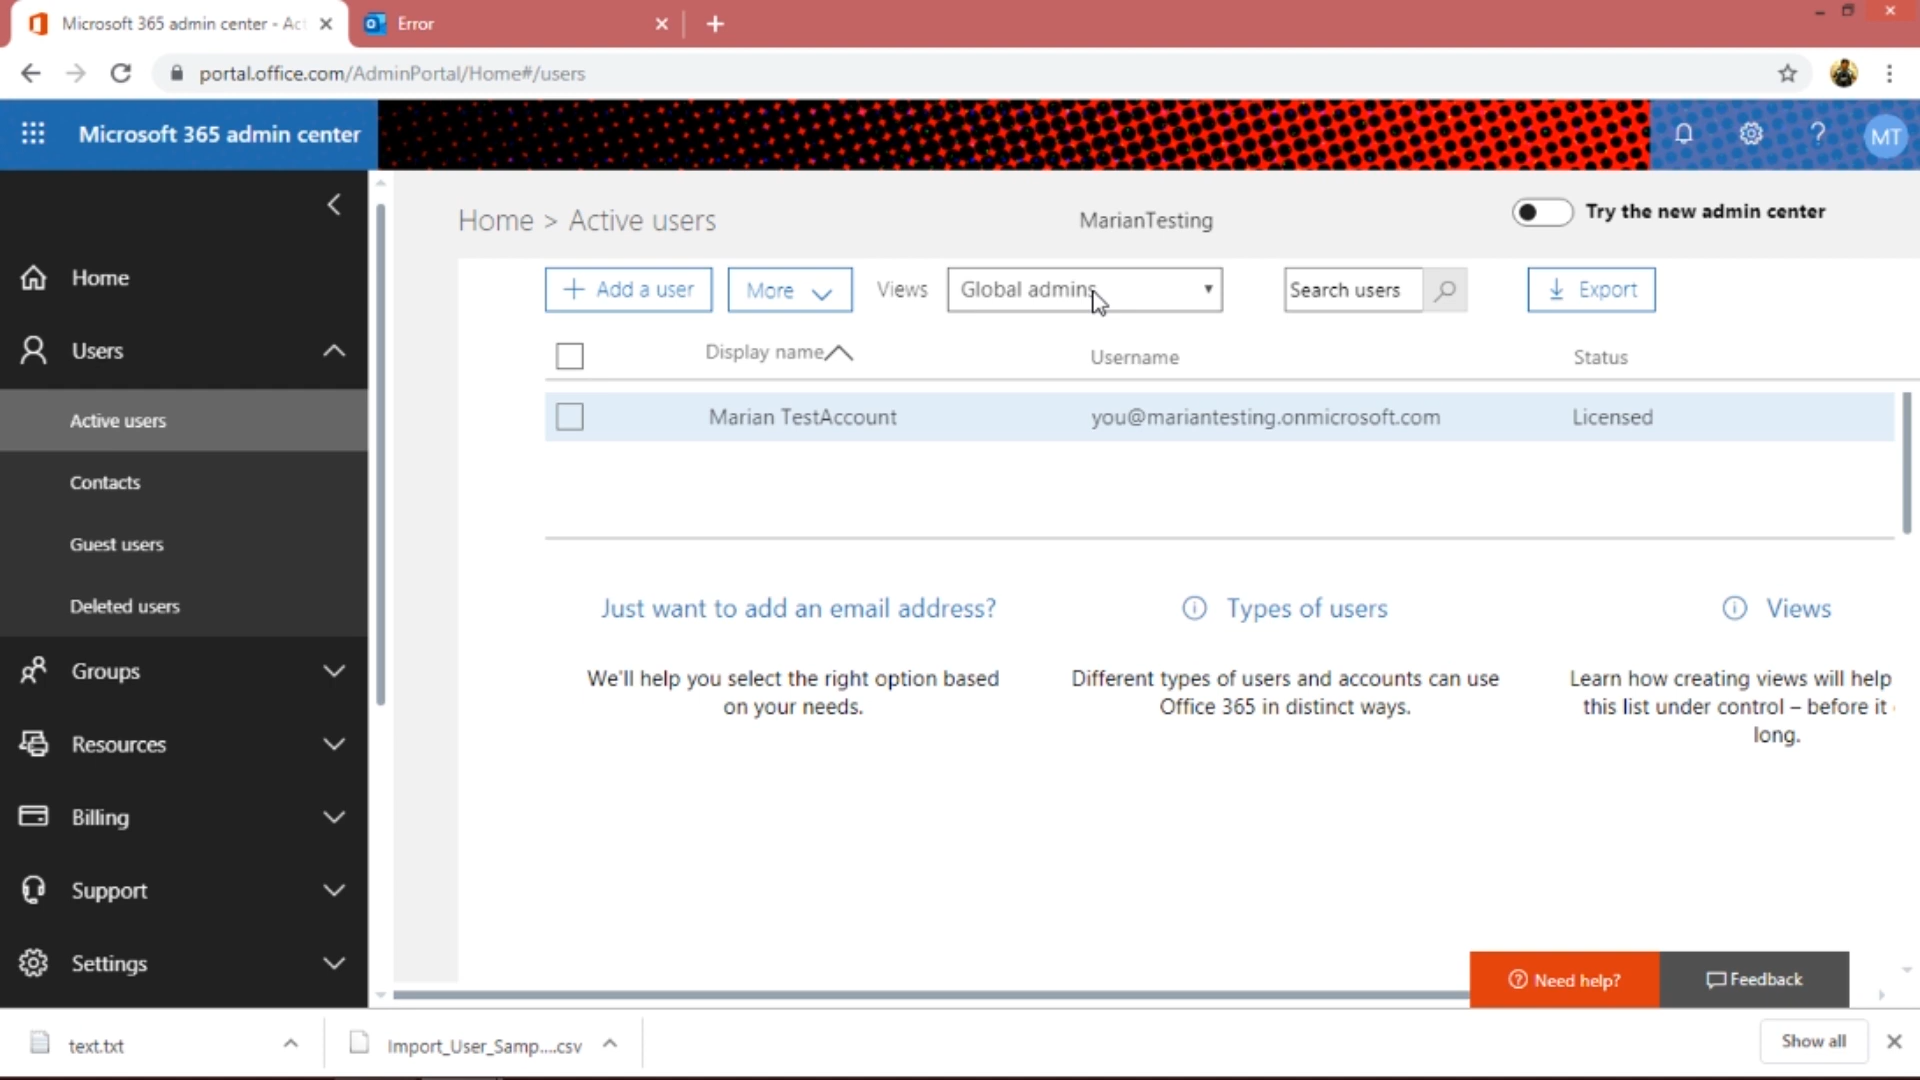 Microsoft 365 admin center - Act
Error
portal.office.com/AdminPortal/Home#/users
Microsoft 365 admin center
MT
Home > Active users
MarianTesting
Try the new admin center
Home
Users
Active users
Contacts
Guest users
Deleted users
Groups
Resources
Billing
Support
Settings
Add a user
More
Views
Global admins
Search users
Export
Display name
Username
Status
Marian TestAccount
you@mariantesting.onmicrosoft.com
Licensed
Just want to add an email address?
We'll help you select the right option based
on your needs.
Types of users
Different types of users and accounts can use
Office 365 in distinct ways.
Views
Learn how creating views will help
this list under control – before it
long.
Need help?
Feedback
text.txt
Import_User_Samp....csv
Show all